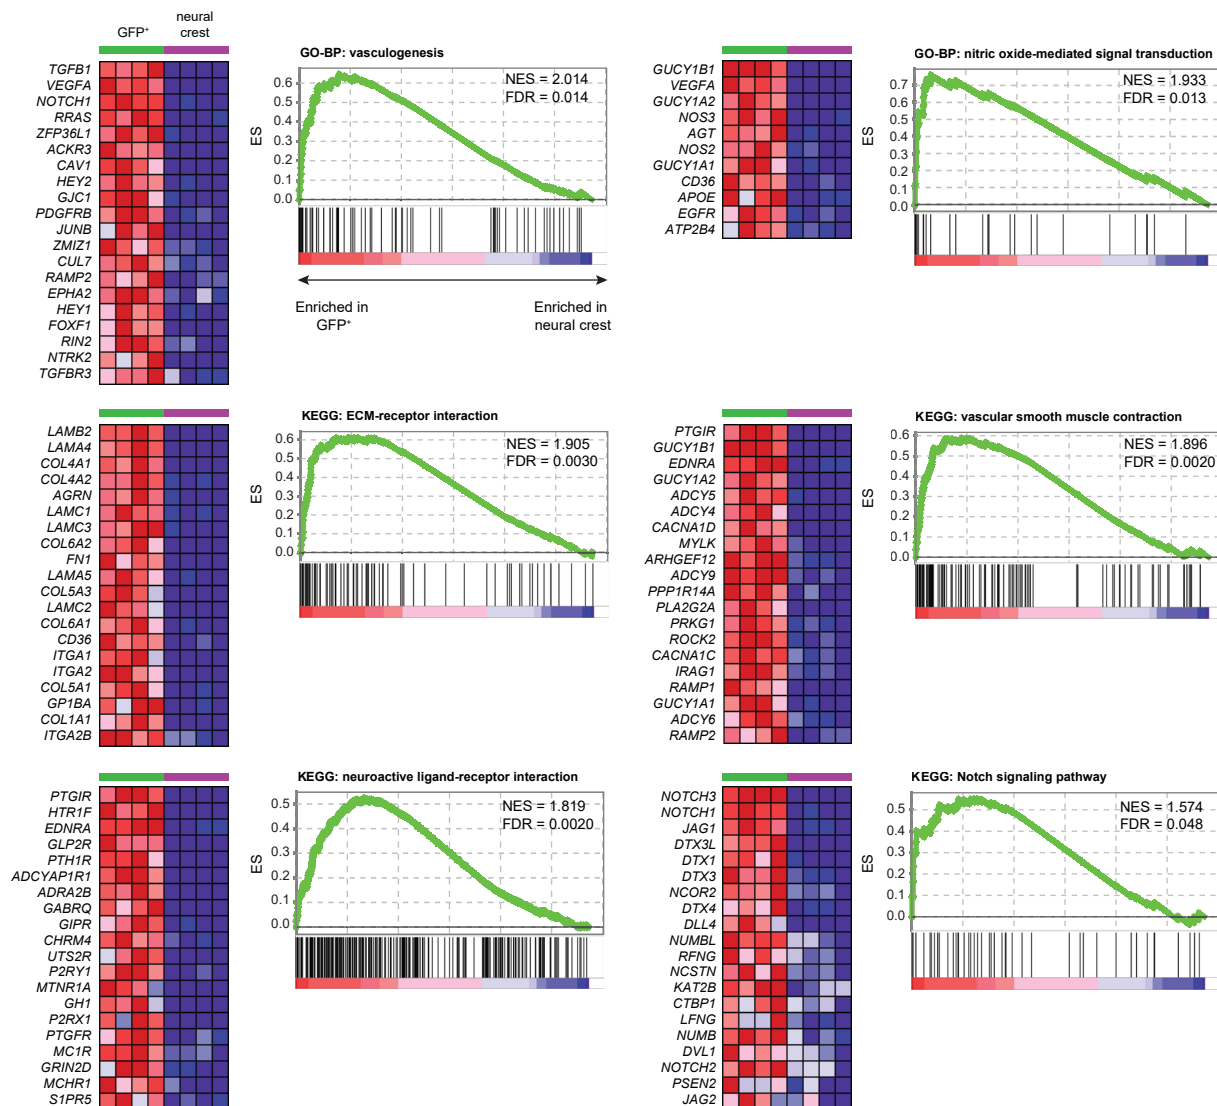 GFP⁺
neural
crest
TGFB1
VEGFA
NOTCH1
RRAS
ZFP36L1
ACKR3
CAV1
HEY2
GJC1
PDGFRB
JUNB
ZMIZ1
CUL7
RAMP2
EPHA2
HEY1
FOXF1
RIN2
NTRK2
TGFBR3
GO-BP: vasculogenesis
NES = 2.014
FDR = 0.014
ES
0.6
0.5
0.4
0.3
0.2
0.1
0.0
Enriched in
GFP⁺
Enriched in
neural crest
GUCY1B1
VEGFA
GUCY1A2
NOS3
AGT
NOS2
GUCY1A1
CD36
APOE
EGFR
ATP2B4
GO-BP: nitric oxide-mediated signal transduction
NES = 1.933
FDR = 0.013
ES
0.7
0.6
0.5
0.4
0.3
0.2
0.1
0.0
LAMB2
LAMA4
COL4A1
COL4A2
AGRN
LAMC1
LAMC3
COL6A2
FN1
LAMA5
COL5A3
LAMC2
COL6A1
CD36
ITGA1
ITGA2
COL5A1
GP1BA
COL1A1
ITGA2B
KEGG: ECM-receptor interaction
NES = 1.905
FDR = 0.0030
ES
0.6
0.5
0.4
0.3
0.2
0.1
0.0
PTGIR
GUCY1B1
EDNRA
GUCY1A2
ADCY5
ADCY4
CACNA1D
MYLK
ARHGEF12
ADCY9
PPP1R14A
PLA2G2A
PRKG1
ROCK2
CACNA1C
IRAG1
RAMP1
GUCY1A1
ADCY6
RAMP2
KEGG: vascular smooth muscle contraction
NES = 1.896
FDR = 0.0020
ES
0.6
0.5
0.4
0.3
0.2
0.1
0.0
PTGIR
HTR1F
EDNRA
GLP2R
PTH1R
ADCYAP1R1
ADRA2B
GABRQ
GIPR
CHRM4
UTS2R
P2RY1
MTNR1A
GH1
P2RX1
PTGFR
MC1R
GRIN2D
MCHR1
S1PR5
KEGG: neuroactive ligand-receptor interaction
NES = 1.819
FDR = 0.0020
ES
0.5
0.4
0.3
0.2
0.1
0.0
NOTCH3
NOTCH1
JAG1
DTX3L
DTX1
DTX3
NCOR2
DTX4
DLL4
NUMBL
RFNG
NCSTN
KAT2B
CTBP1
LFNG
NUMB
DVL1
NOTCH2
PSEN2
JAG2
KEGG: Notch signaling pathway
NES = 1.574
FDR = 0.048
ES
0.5
0.4
0.3
0.2
0.1
0.0